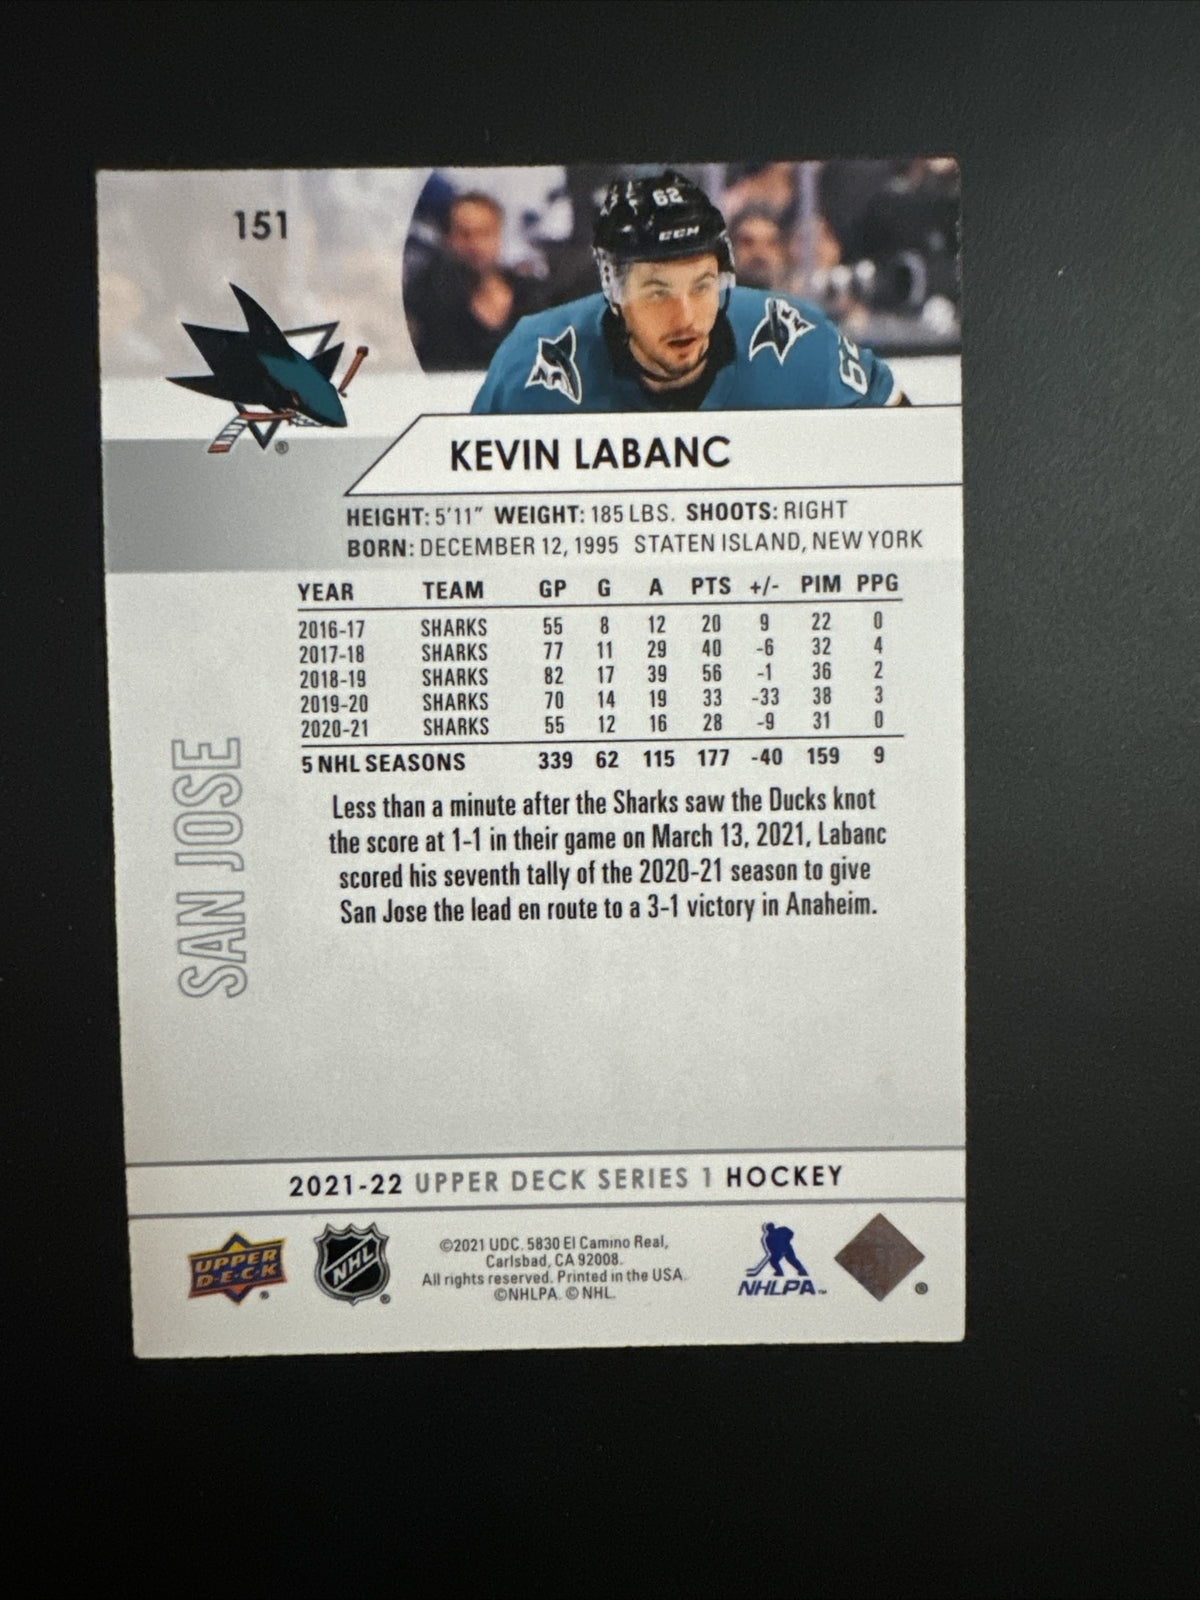 151
62
CCM
62
®
KEVIN LABANC
HEIGHT: 5'11" WEIGHT: 185 LBS. SHOOTS: RIGHT
BORN: DECEMBER 12, 1995 STATEN ISLAND, NEW YORK
YEAR TEAM GP G A PTS +/- PIM PPG
2016-17 SHARKS 55 8 12 20 9 22 0
2017-18 SHARKS 77 11 29 40 -6 32 4
2018-19 SHARKS 82 17 39 56 -1 36 2
2019-20 SHARKS 70 14 19 33 -33 38 3
2020-21 SHARKS 55 12 16 28 -9 31 0
5 NHL SEASONS 339 62 115 177 -40 159 9
SAN JOSE
Less than a minute after the Sharks saw the Ducks knot
the score at 1-1 in their game on March 13, 2021, Labanc
scored his seventh tally of the 2020-21 season to give
San Jose the lead en route to a 3-1 victory in Anaheim.
2021-22 UPPER DECK SERIES 1 HOCKEY
UPPER
D·E·C·K
®
NHL
®
©2021 UDC. 5830 El Camino Real,
Carlsbad, CA 92008.
All rights reserved. Printed in the USA.
©NHLPA. © NHL.
NHLPA™
®